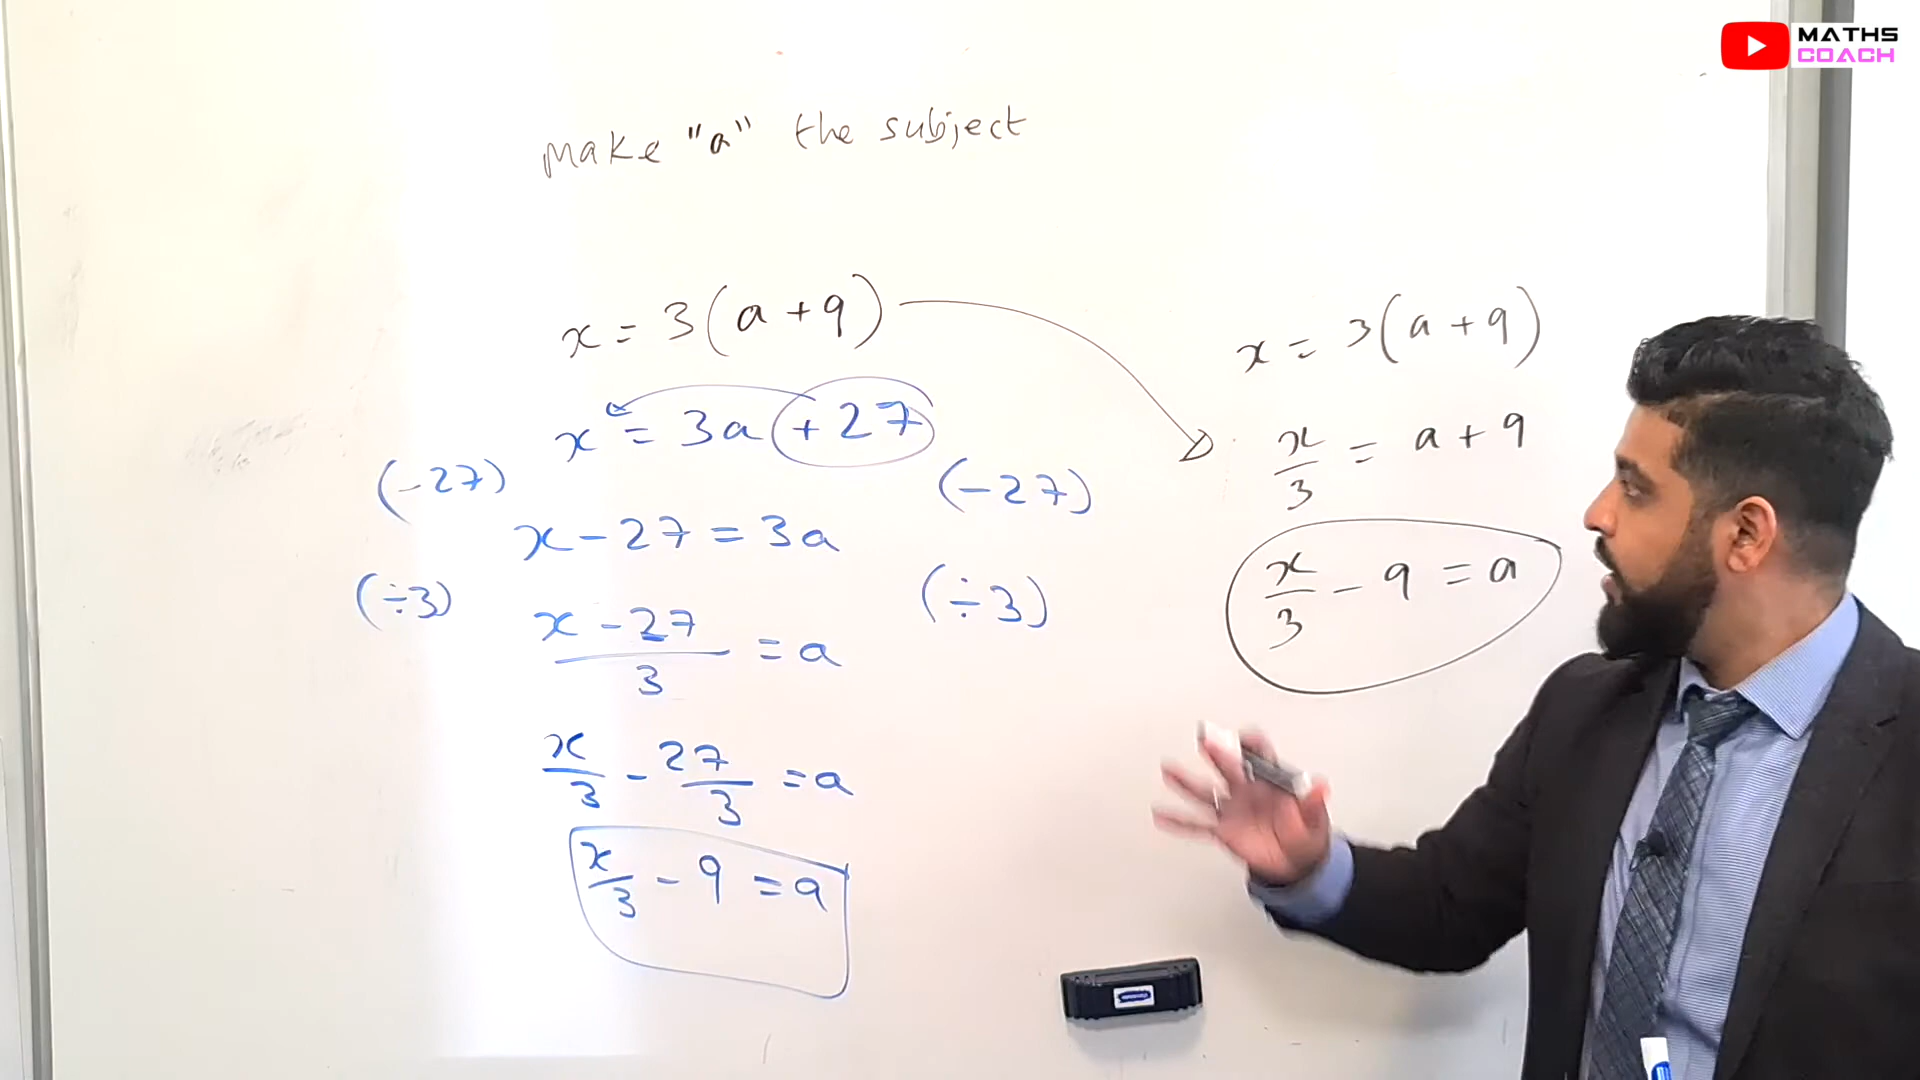 MATHS
COACH
make "a" the subject
x = 3(a + 9)
x = 3a + 27
(-27) (-27)
x - 27 = 3a
(÷3) (÷3)
x - 27 / 3 = a
x/3 - 27/3 = a
x/3 - 9 = a
x = 3(a + 9)
x/3 = a + 9
x/3 - 9 = a